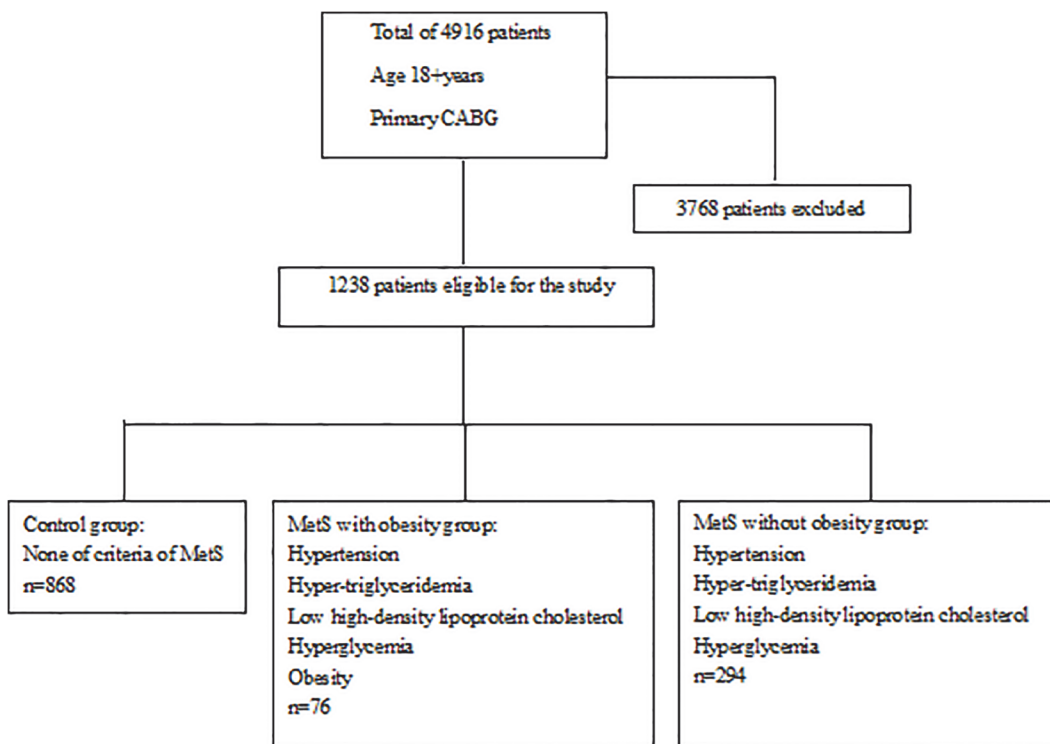 Total of 4916 patients
Age 18+years
Primary CABG
3768 patients excluded
1238 patients eligible for the study
Control group:
None of criteria of MetS
n=868
MetS with obesity group:
Hypertension
Hyper-triglyceridemia
Low high-density lipoprotein cholesterol
Hyperglycemia
Obesity
n=76
MetS without obesity group:
Hypertension
Hyper-triglyceridemia
Low high-density lipoprotein cholesterol
Hyperglycemia
n=294